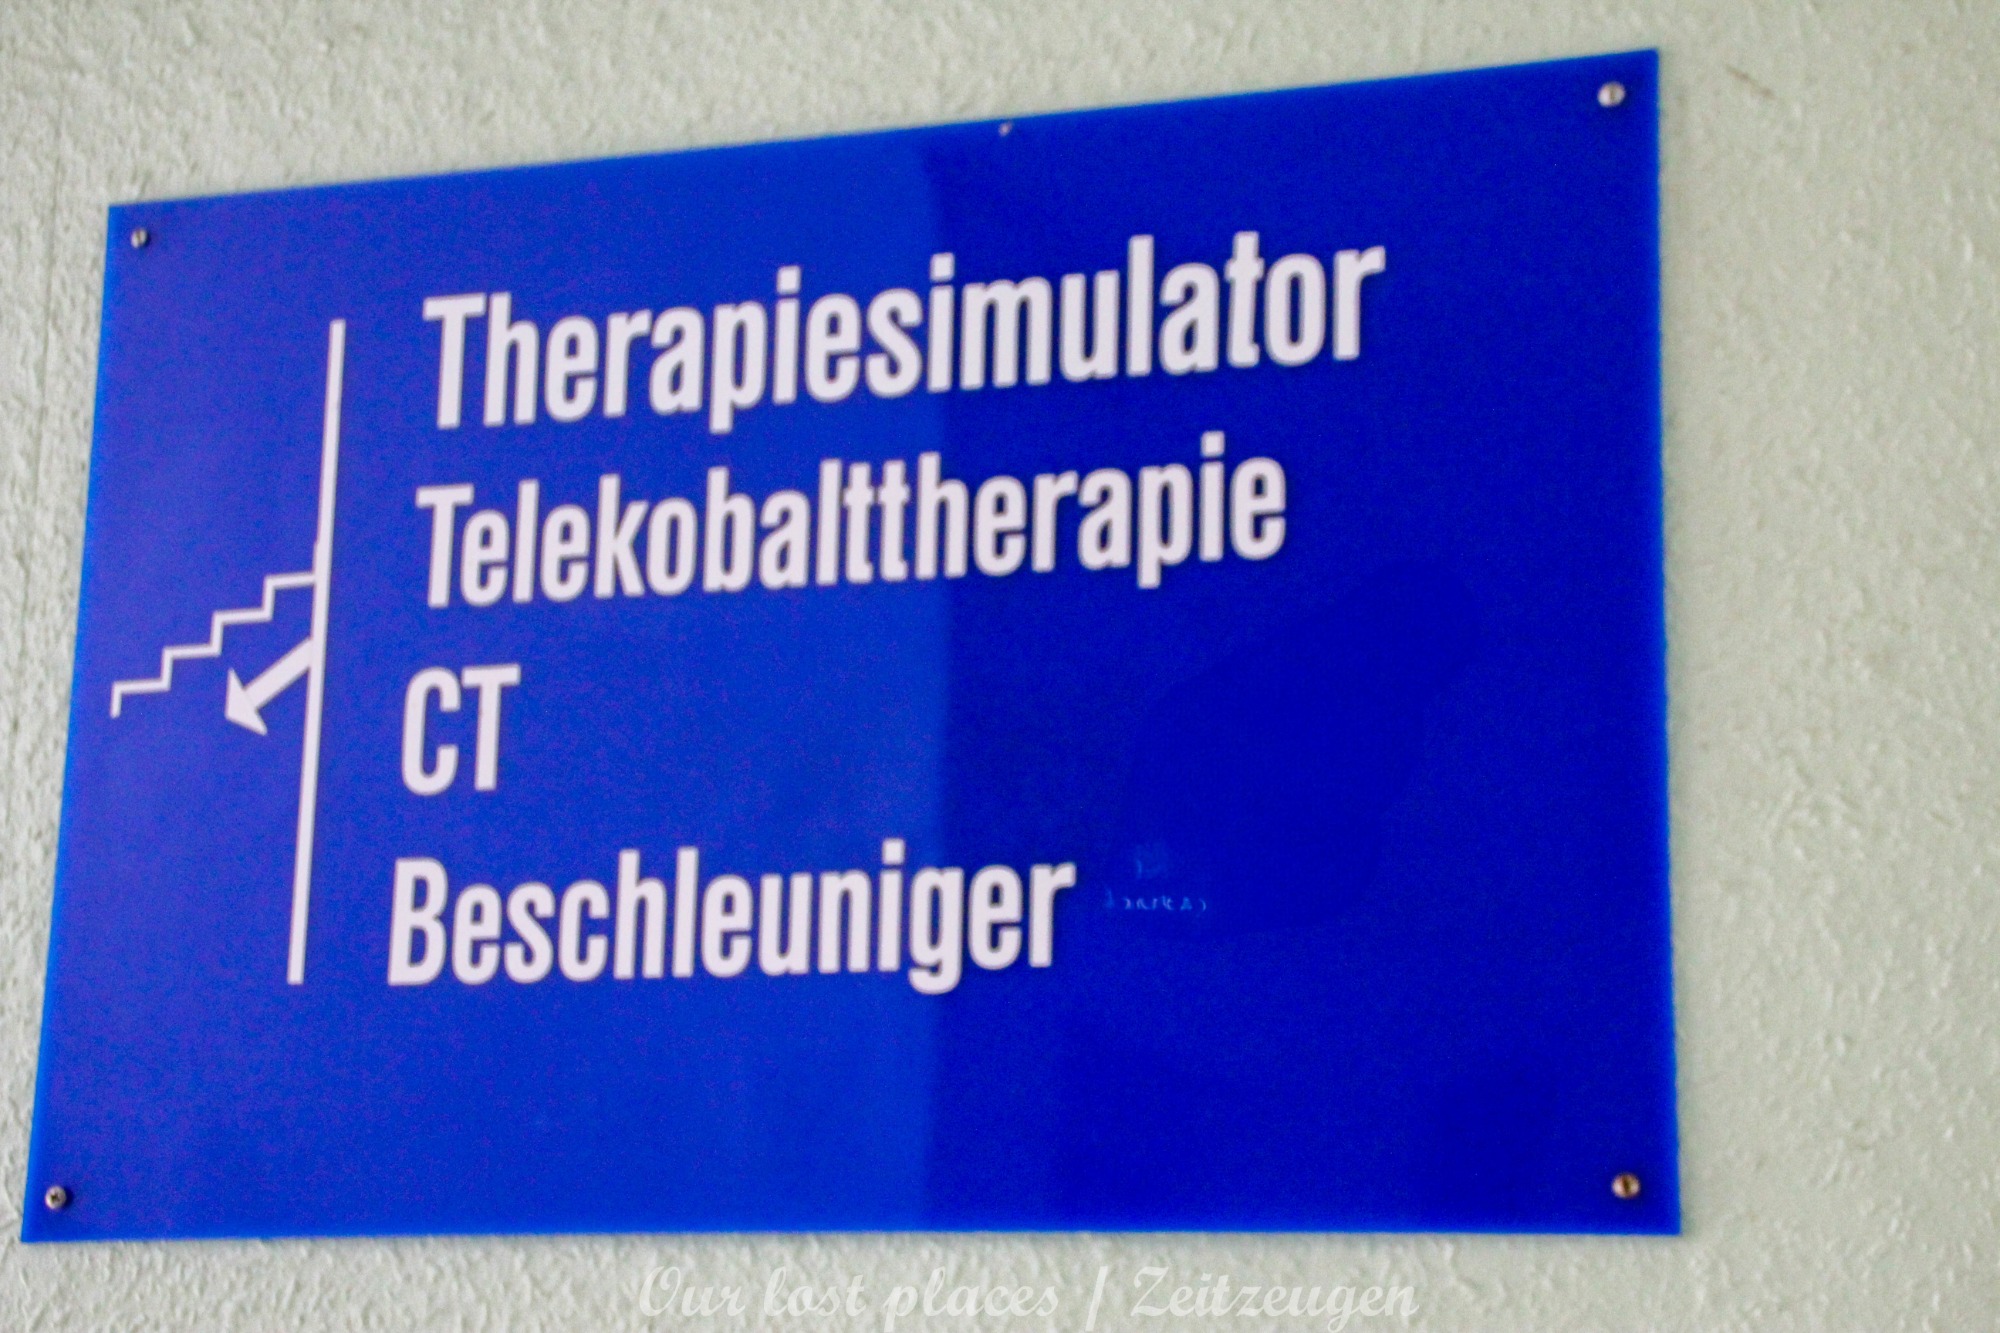 Therapiesimulator
Telekobalttherapie
CT
Beschleuniger
Our lost places / Zeitzeugen